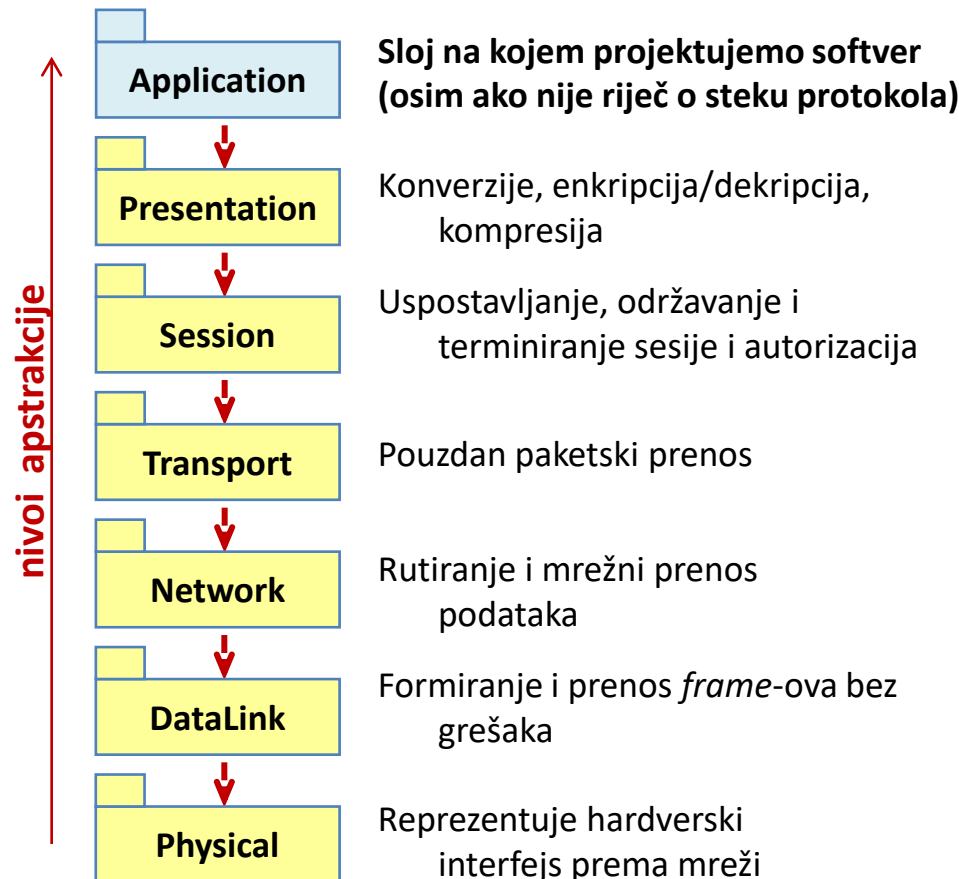 nivoi apstrakcije
Application
Sloj na kojem projektujemo softver
(osim ako nije riječ o steku protokola)
Presentation
Konverzije, enkripcija/dekripcija,
kompresija
Session
Uspostavljanje, održavanje i
terminiranje sesije i autorizacija
Transport
Pouzdan paketski prenos
Network
Rutiranje i mrežni prenos
podataka
DataLink
Formiranje i prenos frame-ova bez
grešaka
Physical
Reprezentuje hardverski
interfejs prema mreži